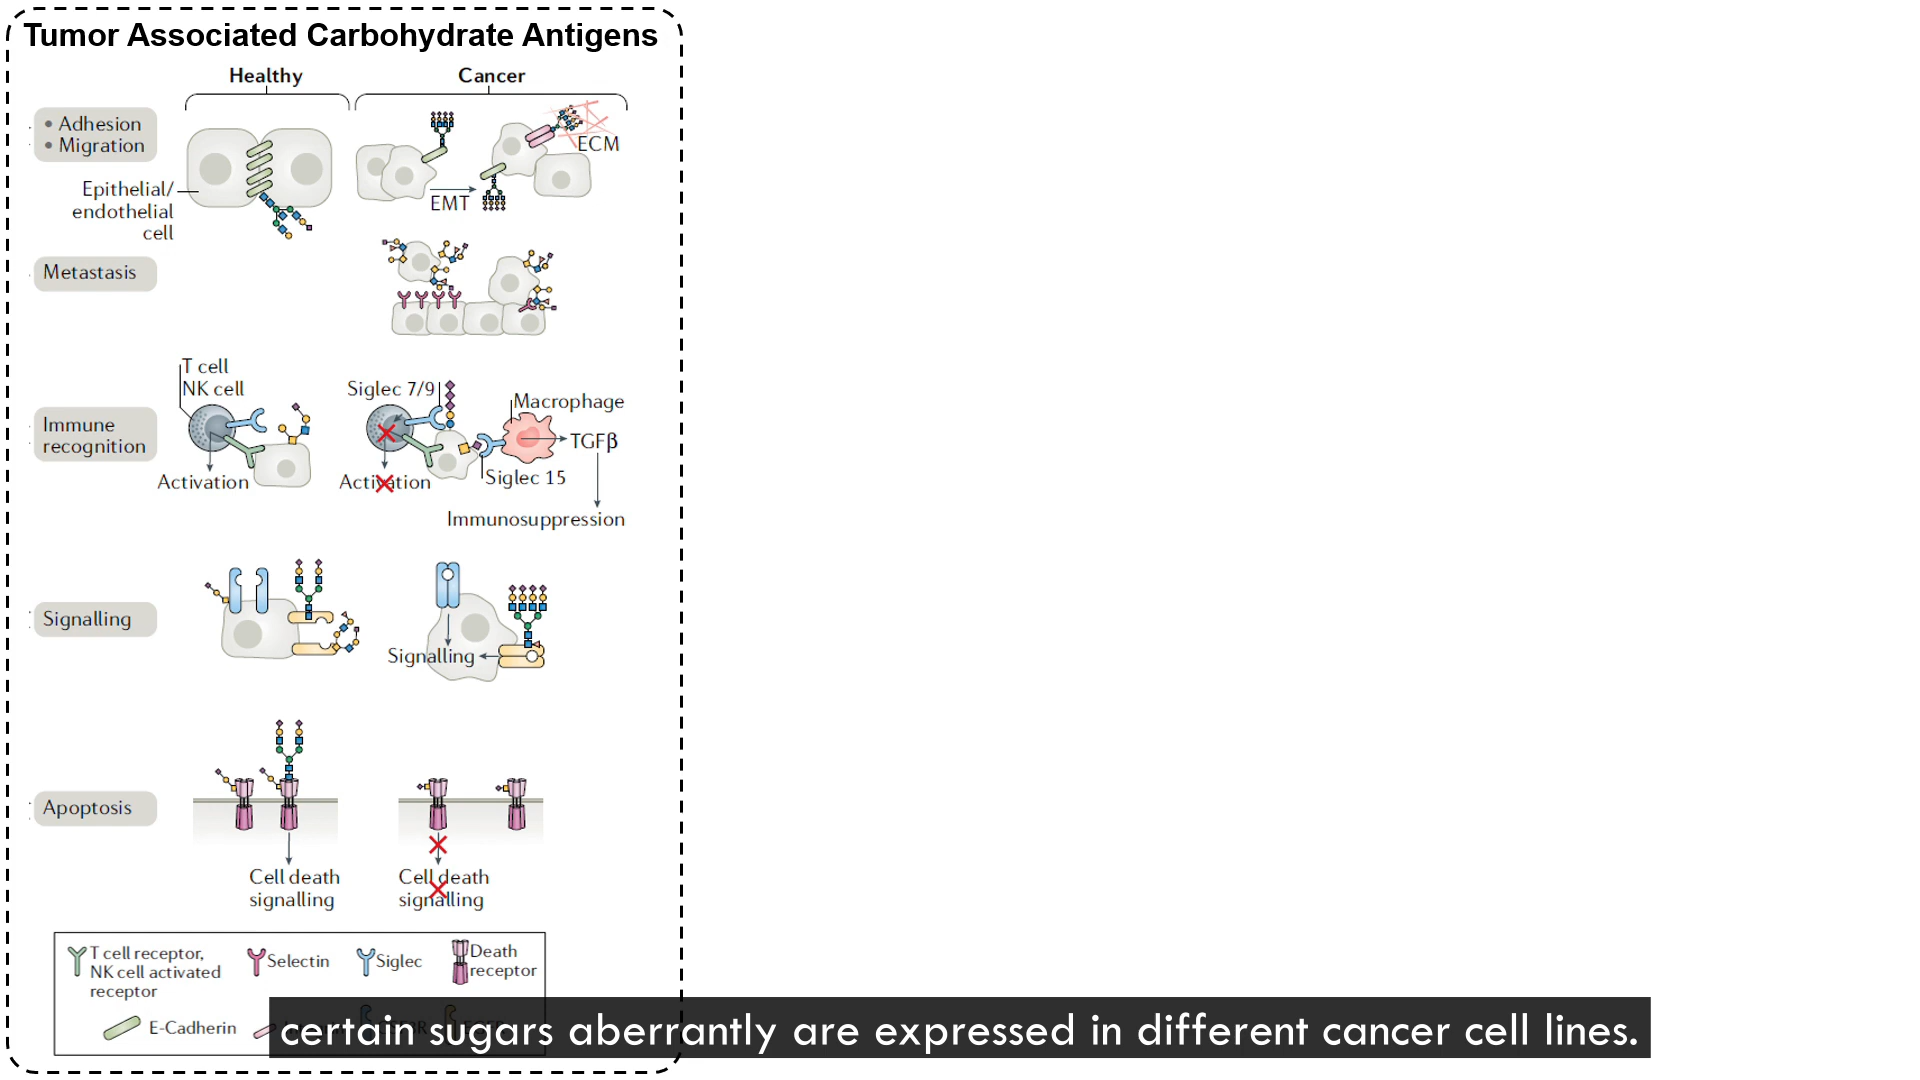 Tumor Associated Carbohydrate Antigens
Healthy
Cancer
• Adhesion
• Migration
ECM
EMT
Epithelial/
endothelial
cell
Metastasis
T cell
NK cell
Siglec 7/9
Macrophage
Immune
recognition
TGFβ
Activation
Activation
Siglec 15
Immunosuppression
Signalling
Signalling
Apoptosis
Cell death
signalling
Cell death
signalling
T cell receptor,
NK cell activated
receptor
Selectin
Siglec
Death
receptor
E-Cadherin
certain sugars aberrantly are expressed in different cancer cell lines.